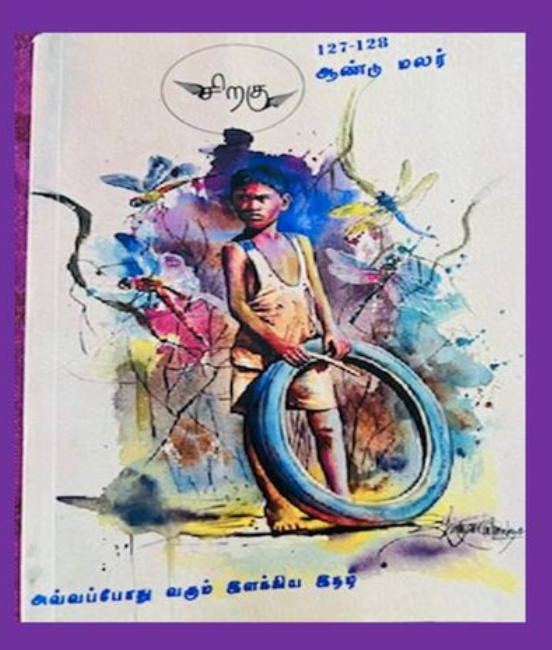 127-128
சிறகு
ஆண்டு மலர்
அவ்வப்போது வரும் இலக்கிய இதழ்